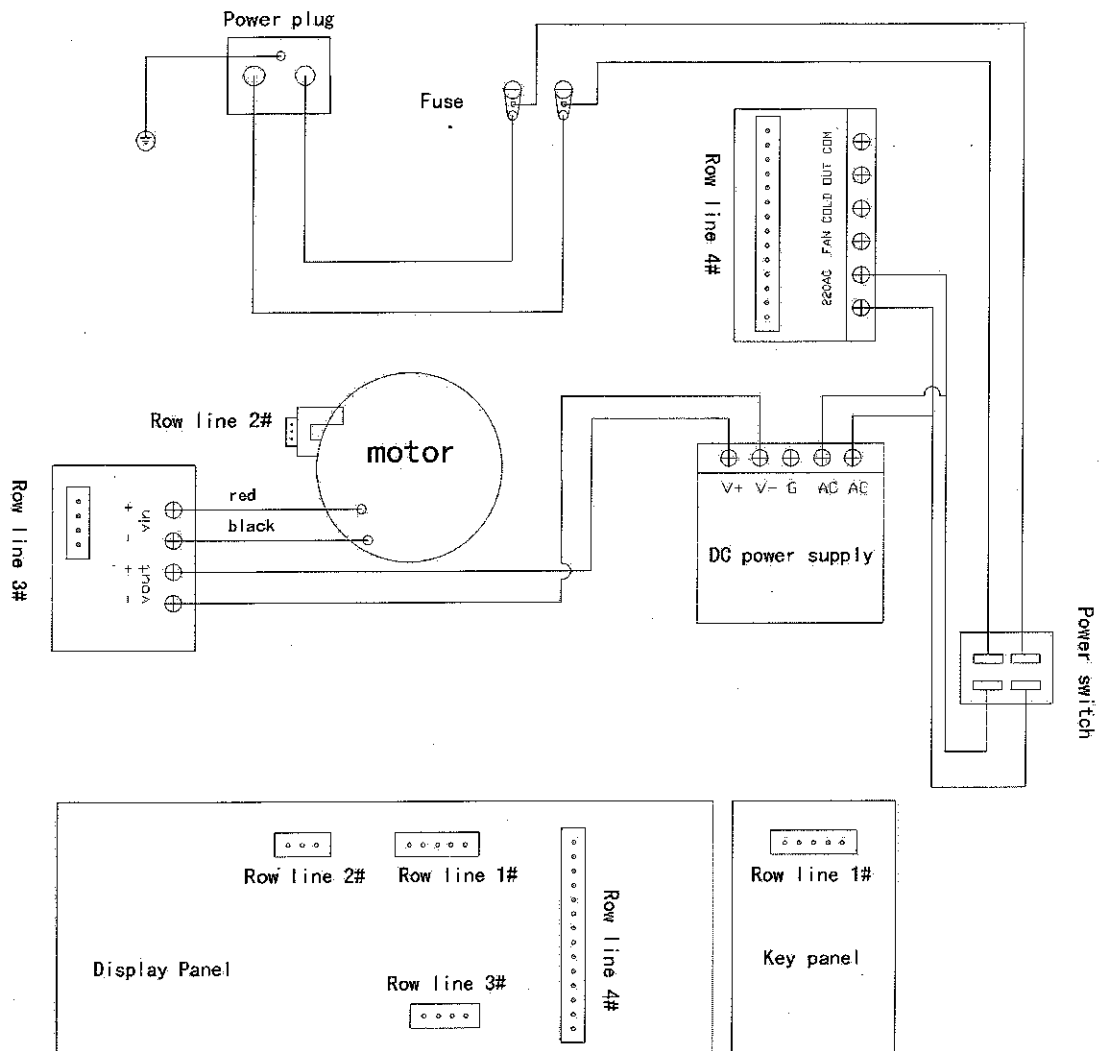 Power plug
Fuse
Row line 4#
COM
OUT
COLD
FAN
220AC
Row line 2#
motor
Row line 3#
+
vin
-
+
vout
-
red
black
V+ V- G AC AC
DC power supply
Power switch
Row line 2#
Row line 1#
Row line 4#
Display Panel
Row line 3#
Row line 1#
Key panel